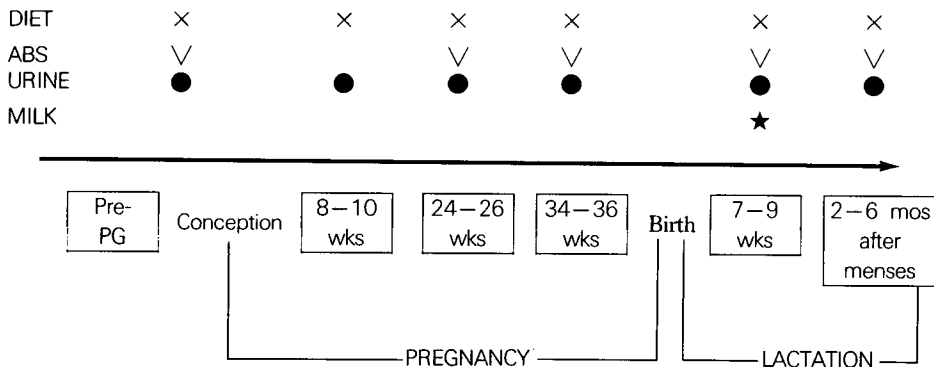 DIET
ABS
URINE
MILK
Pre-
PG
Conception
8–10
wks
24–26
wks
34–36
wks
Birth
7–9
wks
2–6 mos
after
menses
PREGNANCY
LACTATION